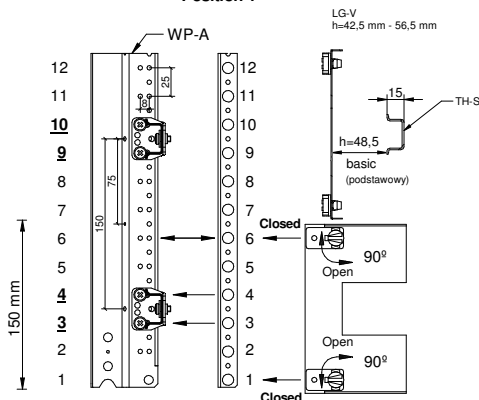 LG-V
h=42,5 mm - 56,5 mm
WP-A
12
11
10
9
8
7
6
5
4
3
2
1
25
8
75
150
150 mm
12
11
10
9
8
7
6
5
4
3
2
1
15
TH-S
h=48,5
basic
(podstawowy)
Closed
90º
Open
Open
90º
Closed